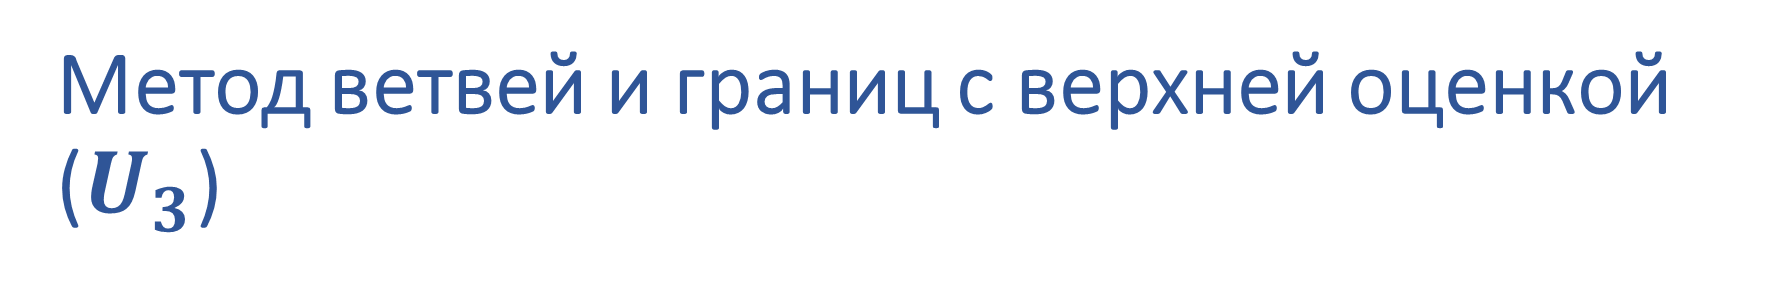 Метод ветвей и границ с верхней оценкой
(U₃)